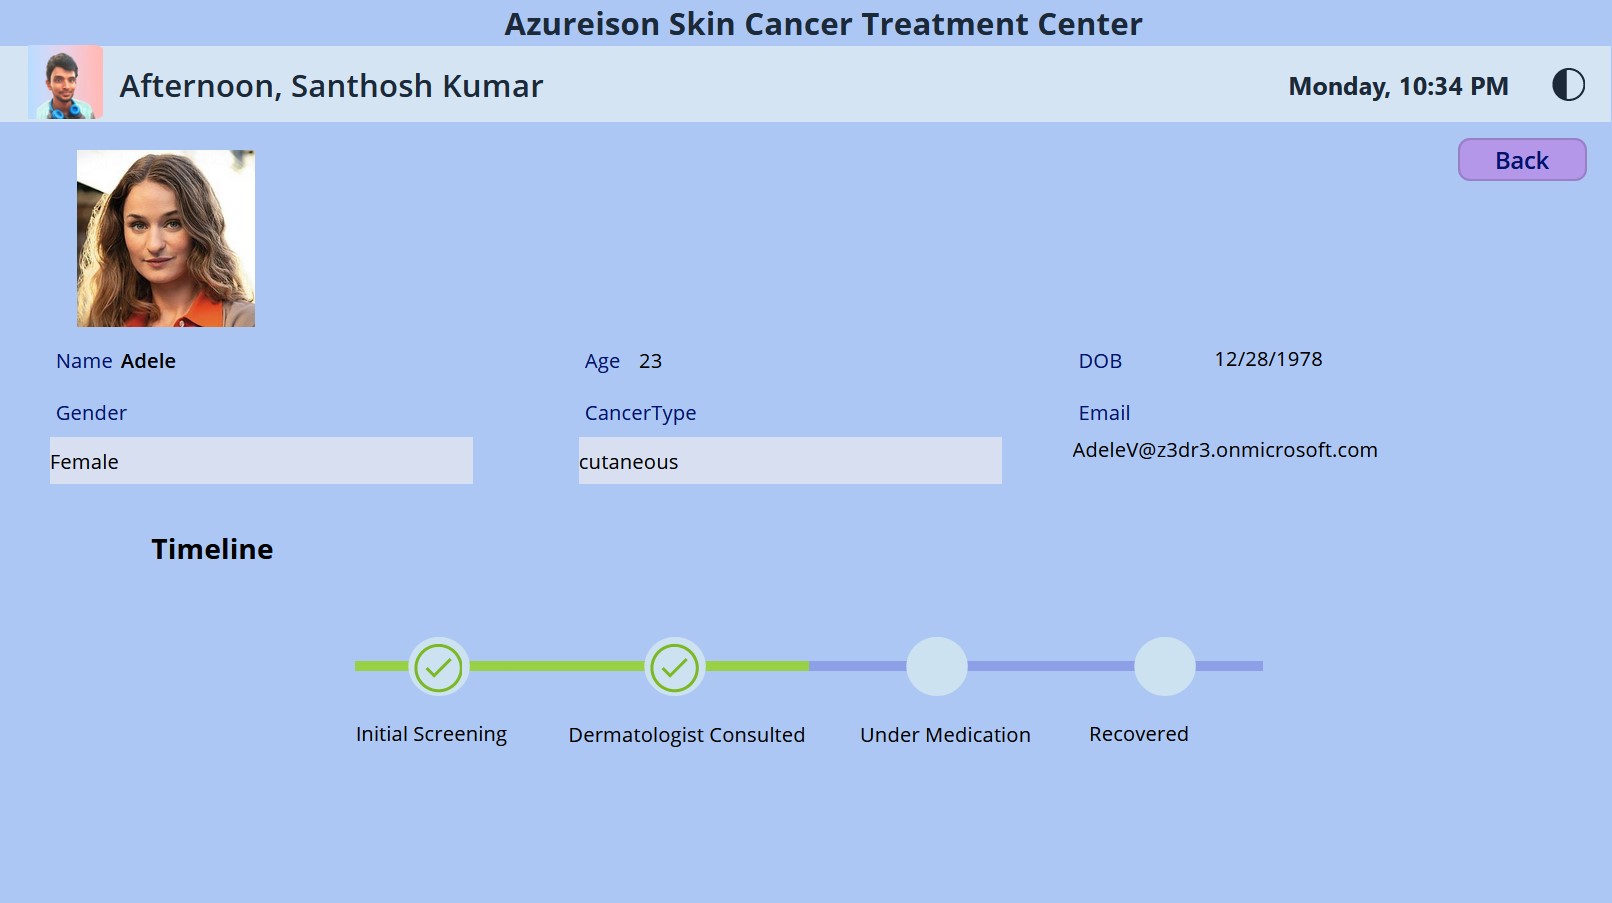 Azureison Skin Cancer Treatment Center
Afternoon, Santhosh Kumar
Monday, 10:34 PM
Back
Name Adele
Age 23
DOB 12/28/1978
Gender
CancerType
Email
Female
cutaneous
AdeleV@z3dr3.onmicrosoft.com
Timeline
Initial Screening
Dermatologist Consulted
Under Medication
Recovered